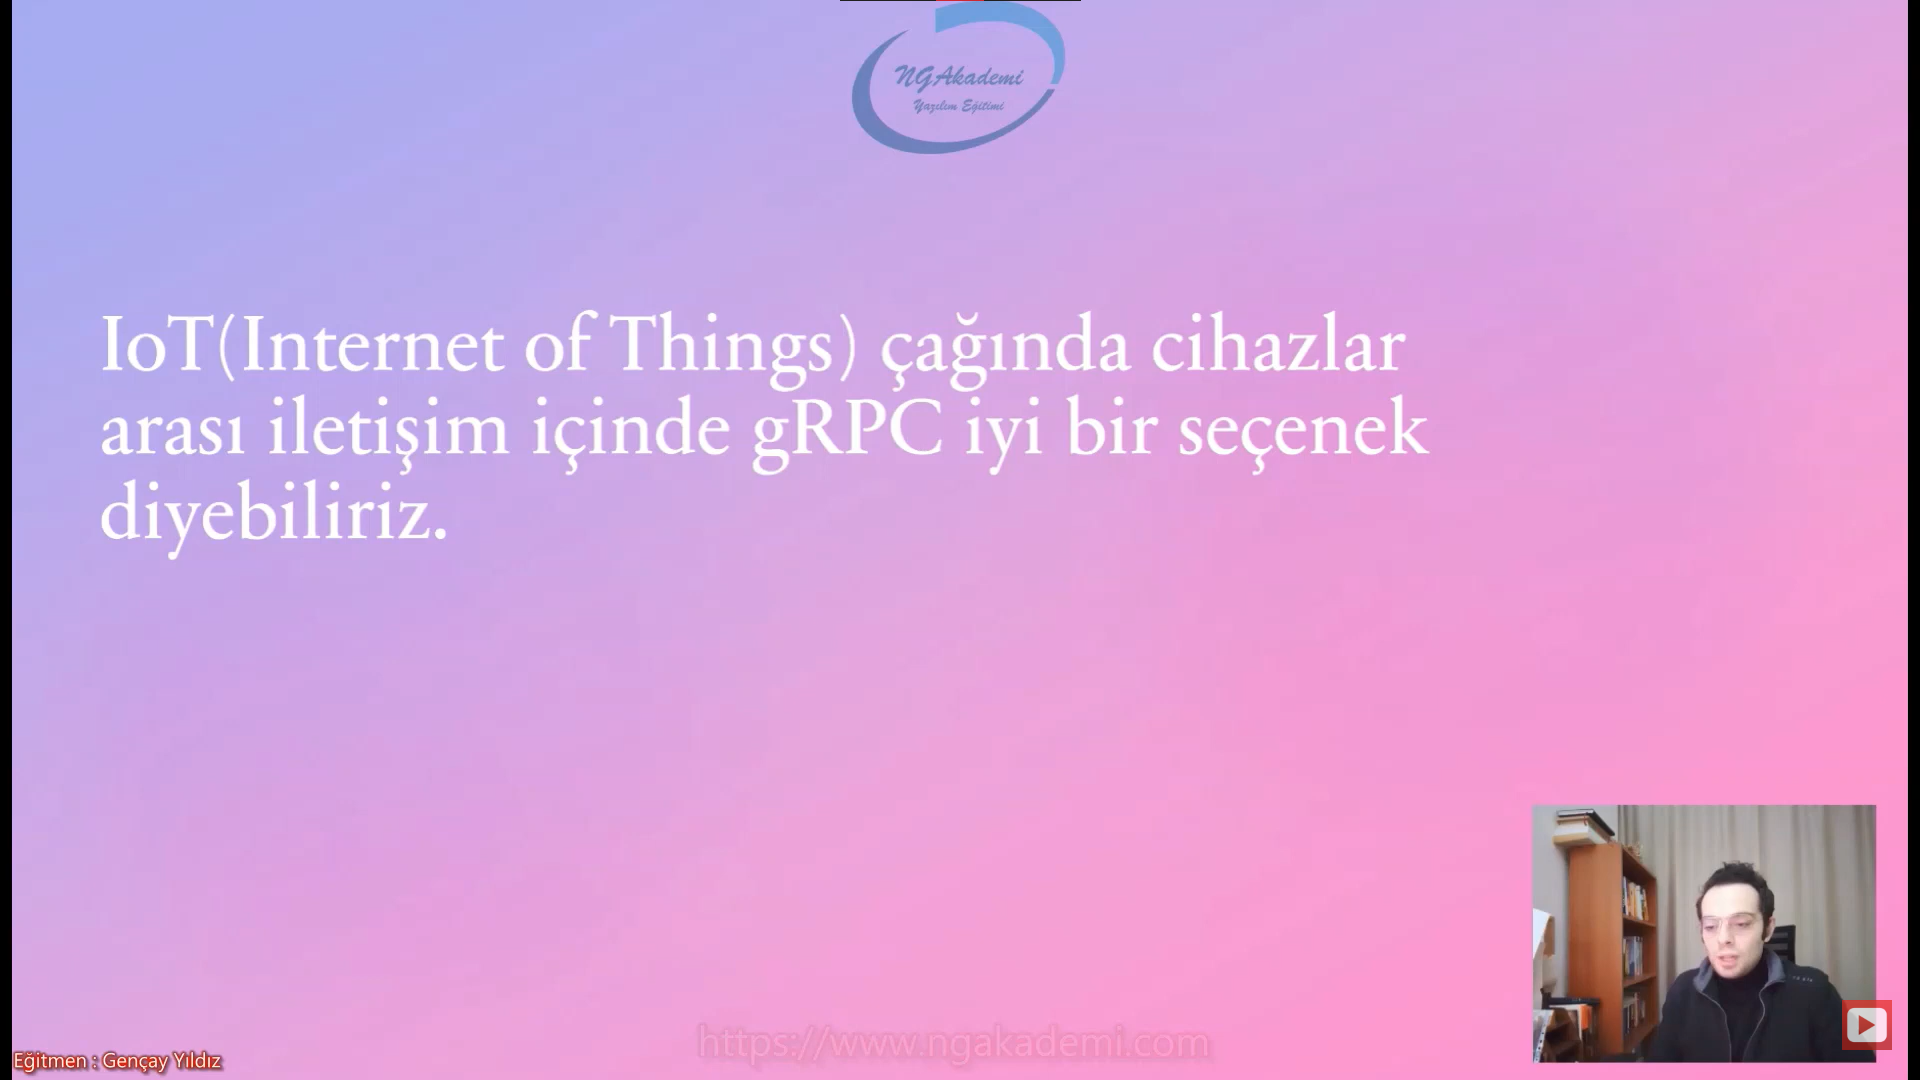 NGAkademi
Yazılım Eğitimi
IoT(Internet of Things) çağında cihazlar
arası iletişim içinde gRPC iyi bir seçenek
diyebiliriz.
https://www.ngakademi.com
Eğitmen : Gençay Yıldız